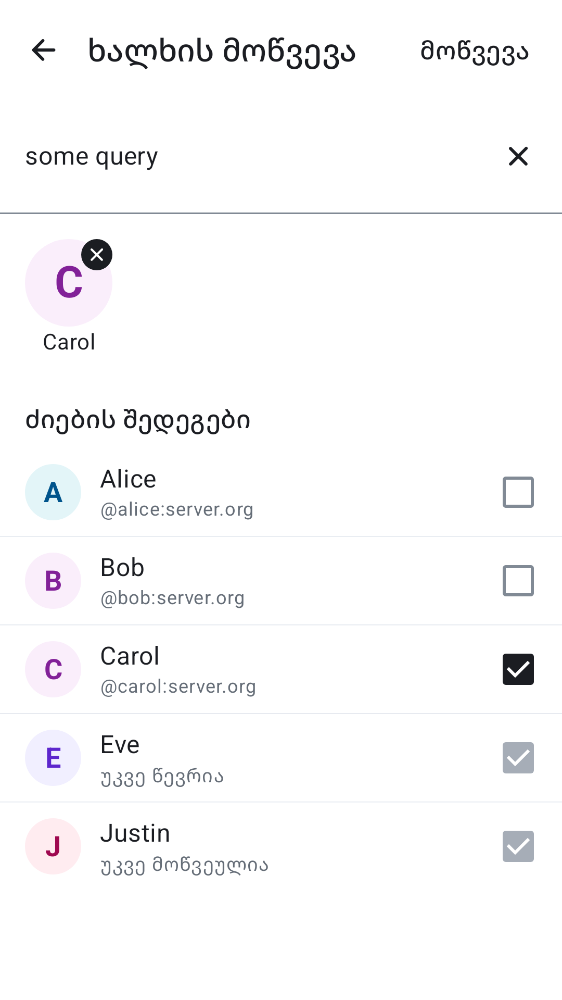 ხალხის მოწვევა
მოწვევა
some query
C
Carol
ძიების შედეგები
A
Alice
@alice:server.org
B
Bob
@bob:server.org
C
Carol
@carol:server.org
E
Eve
უკვე წევრია
J
Justin
უკვე მოწვეულია